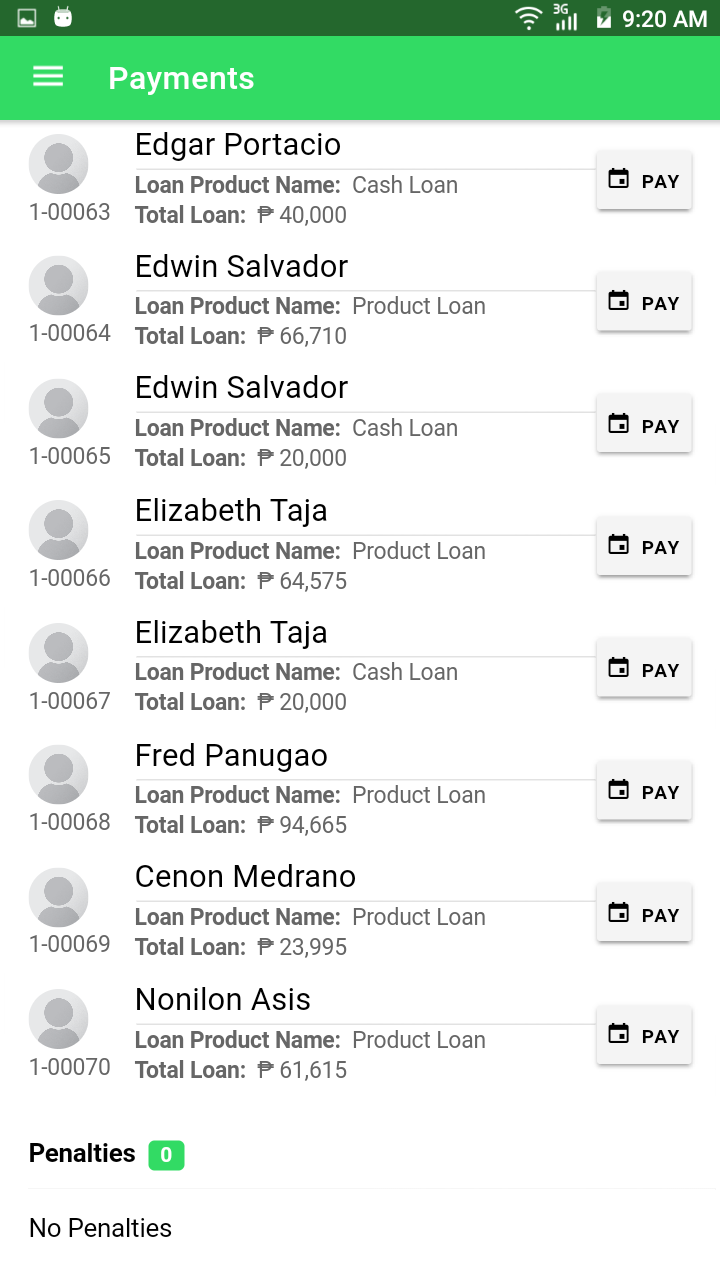 3G 9:20 AM
Payments
Edgar Portacio
Loan Product Name: Cash Loan
PAY
1-00063
Total Loan: ₱ 40,000
Edwin Salvador
Loan Product Name: Product Loan
PAY
1-00064
Total Loan: ₱ 66,710
Edwin Salvador
Loan Product Name: Cash Loan
PAY
1-00065
Total Loan: ₱ 20,000
Elizabeth Taja
Loan Product Name: Product Loan
PAY
1-00066
Total Loan: ₱ 64,575
Elizabeth Taja
Loan Product Name: Cash Loan
PAY
1-00067
Total Loan: ₱ 20,000
Fred Panugao
Loan Product Name: Product Loan
PAY
1-00068
Total Loan: ₱ 94,665
Cenon Medrano
Loan Product Name: Product Loan
PAY
1-00069
Total Loan: ₱ 23,995
Nonilon Asis
Loan Product Name: Product Loan
PAY
1-00070
Total Loan: ₱ 61,615
Penalties 0
No Penalties